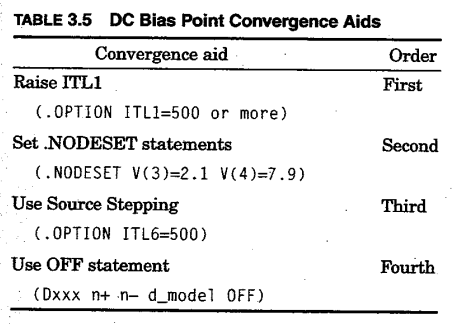 TABLE 3.5 DC Bias Point Convergence Aids
Convergence aid Order
Raise ITL1 First
(.OPTION ITL1=500 or more)
Set .NODESET statements Second
(.NODESET V(3)=2.1 V(4)=7.9)
Use Source Stepping Third
(.OPTION ITL6=500)
Use OFF statement Fourth
(Dxxx n+ n– d_model OFF)